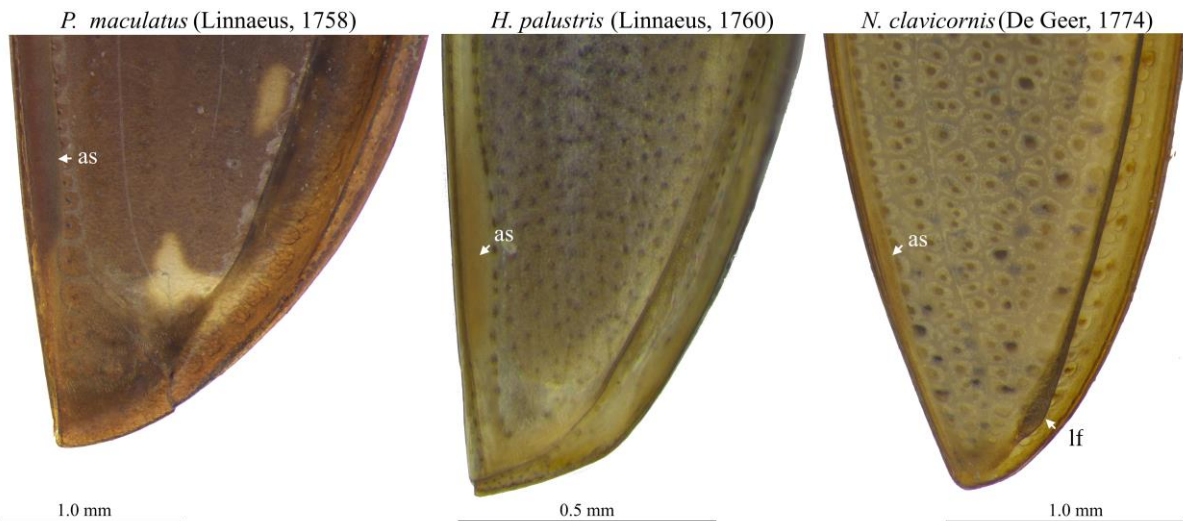 P. maculatus (Linnaeus, 1758)
H. palustris (Linnaeus, 1760)
N. clavicornis (De Geer, 1774)
as
as
as
lf
1.0 mm
0.5 mm
1.0 mm